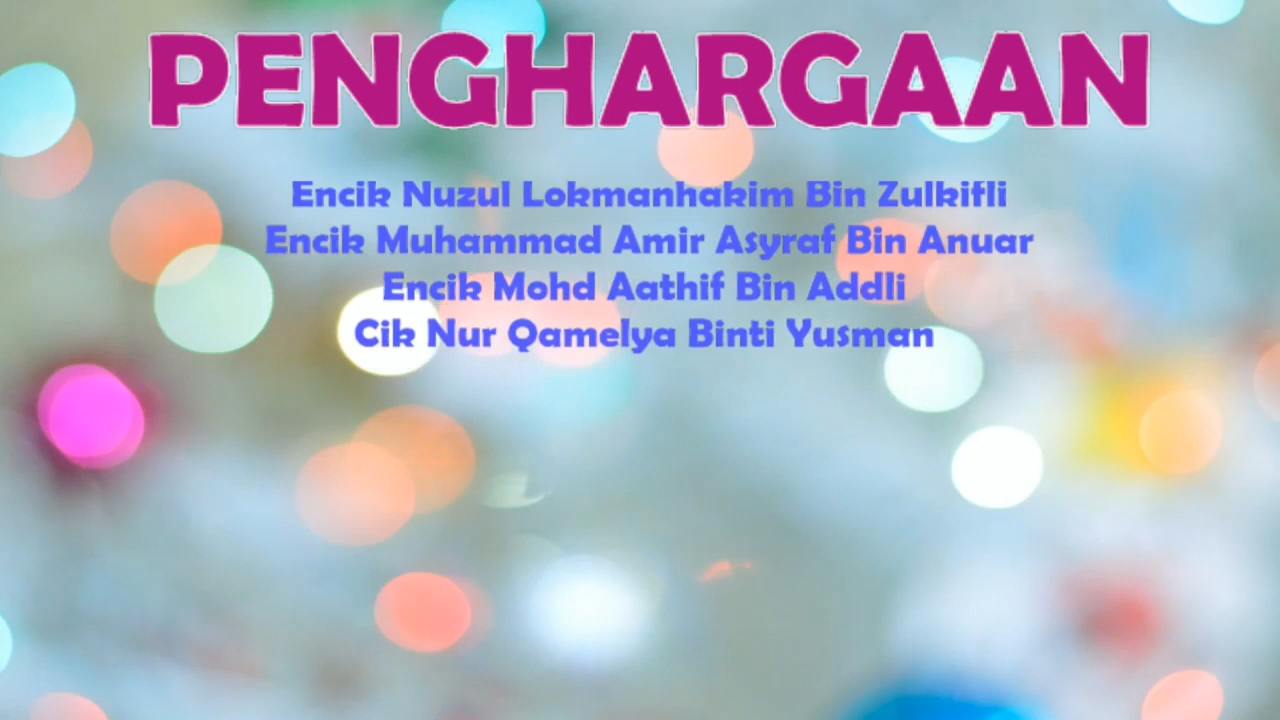 PENGHARGAAN
Encik Nuzul Lokmanhakim Bin Zulkifli
Encik Muhammad Amir Asyraf Bin Anuar
Encik Mohd Aathif Bin Addli
Cik Nur Qamelya Binti Yusman